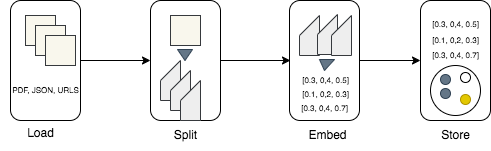 PDF, JSON, URLS
Load
Split
[0.3, 0.4, 0.5]
[0.1, 0.2, 0.3]
[0.3, 0.4, 0.7]
Embed
[0.3, 0.4, 0.5]
[0.1, 0.2, 0.3]
[0.3, 0.4, 0.7]
Store